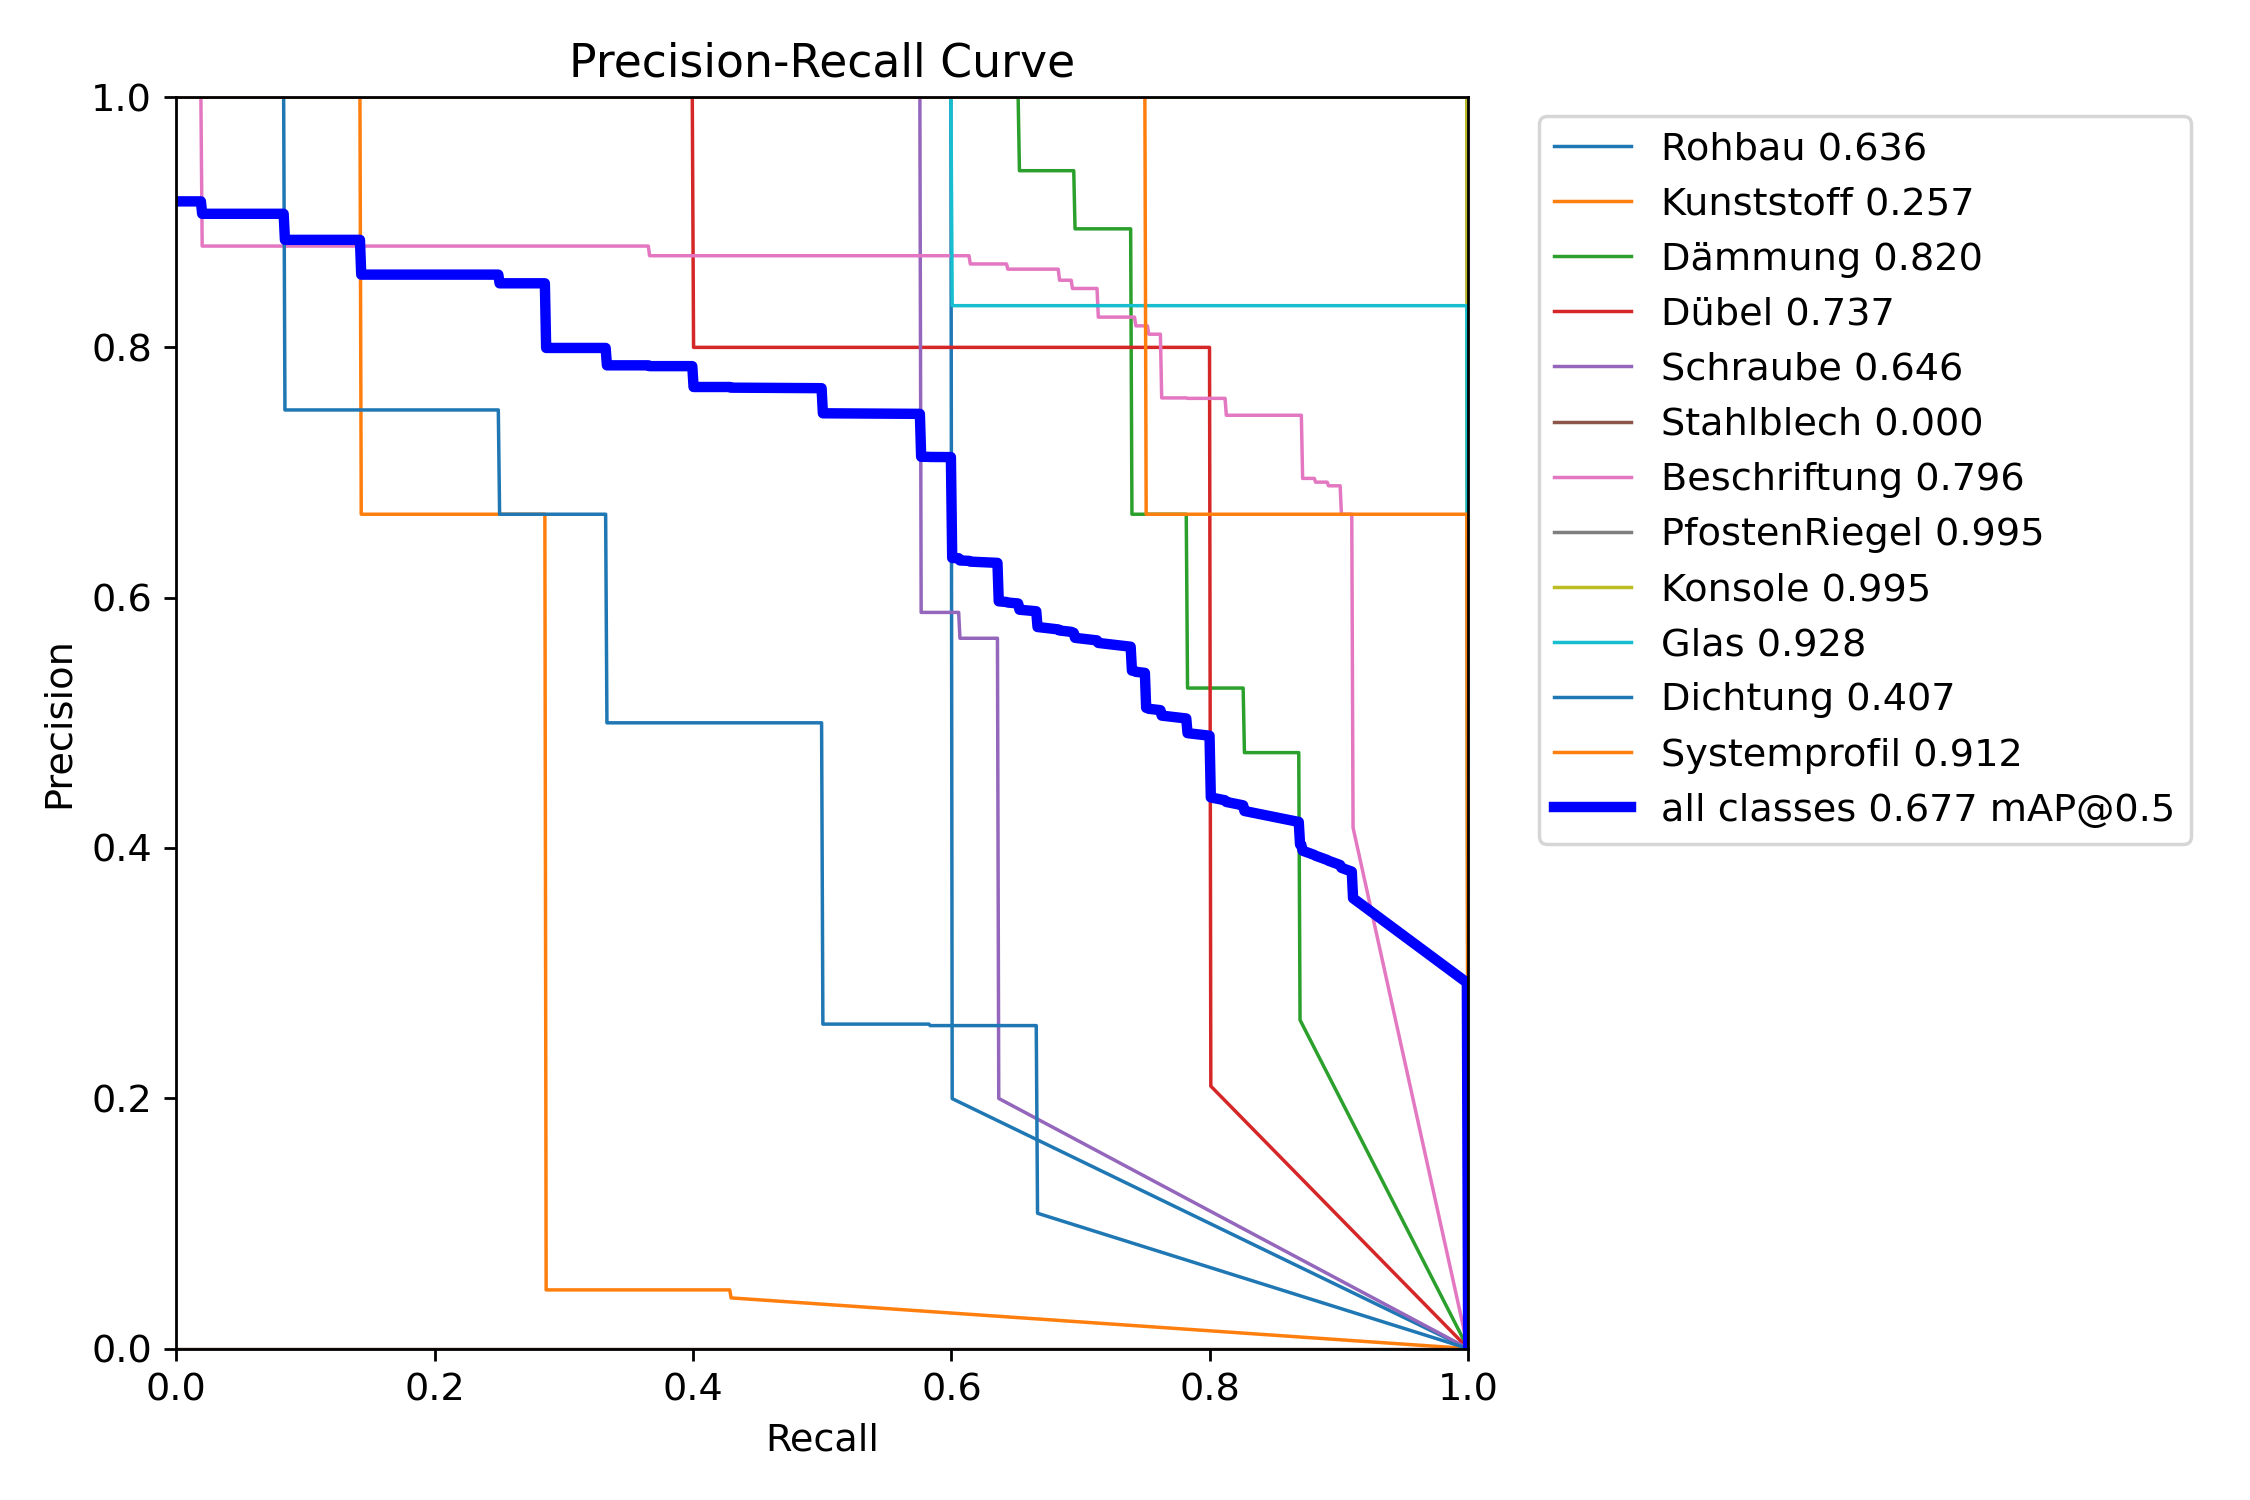 Precision-Recall Curve
1.0
0.8
0.6
0.4
0.2
0.0
Precision
0.0 0.2 0.4 0.6 0.8 1.0
Recall
Rohbau 0.636
Kunststoff 0.257
Dämmung 0.820
Dübel 0.737
Schraube 0.646
Stahlblech 0.000
Beschriftung 0.796
PfostenRiegel 0.995
Konsole 0.995
Glas 0.928
Dichtung 0.407
Systemprofil 0.912
all classes 0.677 mAP@0.5